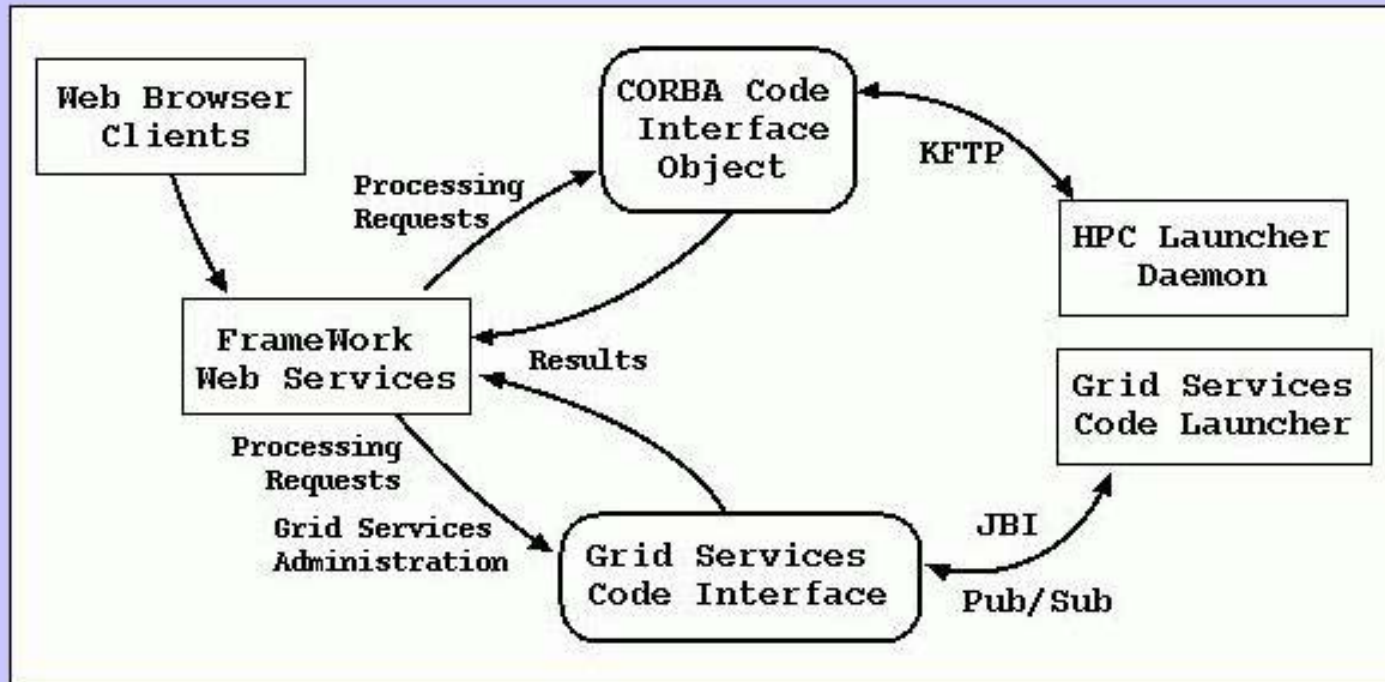 Web Browser
Clients
CORBA Code
Interface
Object
KFTP
Processing
Requests
HPC Launcher
Daemon
FrameWork
Web Services
Results
Grid Services
Code Launcher
Processing
Requests
Grid Services
Administration
Grid Services
Code Interface
JBI
Pub/Sub